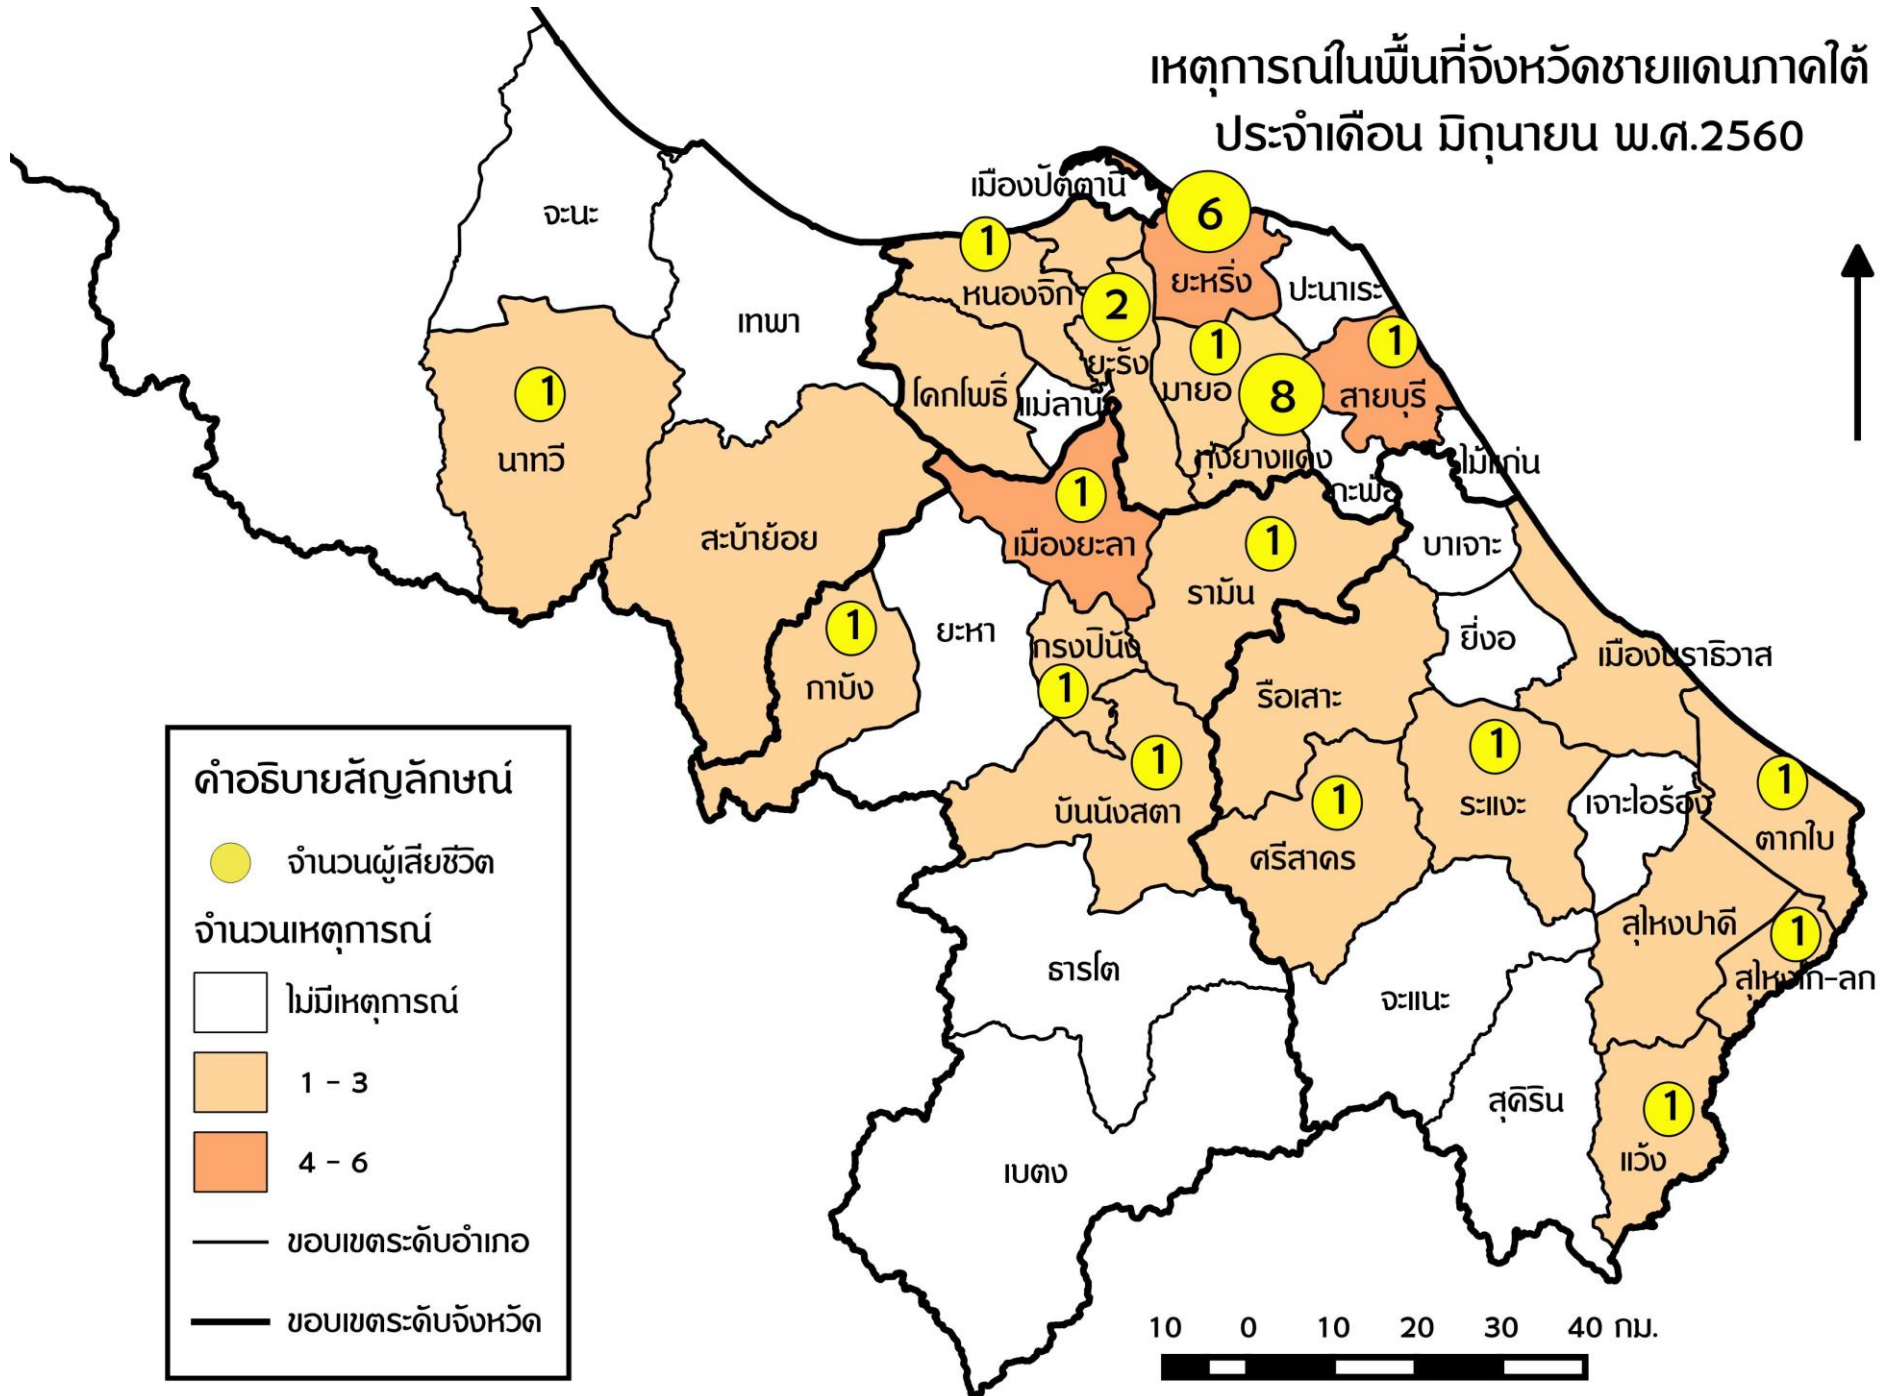 เหตุการณ์ในพื้นที่จังหวัดชายแดนภาคใต้
ประจำเดือน มิถุนายน พ.ศ.2560
เมืองปัตตานี
จะนะ
6
1
ยะหริ่ง
ปะนาเระ
หนองจิก
2
เทพา
1
1
ยะรัง
มายอ
8
สายบุรี
1
โคกโพธิ์
แม่ลาน
นาทวี
ทุ่งยางแดง
ไม้แก่น
กะพ้อ
1
สะบ้าย้อย
เมืองยะลา
1
บาเจาะ
รามัน
1
ยะหา
กรงปินัง
ยี่งอ
เมืองนราธิวาส
กาบัง
1
รือเสาะ
1
1
1
1
บันนังสตา
ศรีสาคร
ระแงะ
เจาะไอร้อง
ตากใบ
สุไหงปาดี
1
สุไหงโก-ลก
ธารโต
จะแนะ
สุคิริน
1
แว้ง
เบตง
คำอธิบายสัญลักษณ์
จำนวนผู้เสียชีวิต
จำนวนเหตุการณ์
ไม่มีเหตุการณ์
1 - 3
4 - 6
ขอบเขตระดับอำเภอ
ขอบเขตระดับจังหวัด
10 0 10 20 30 40 กม.